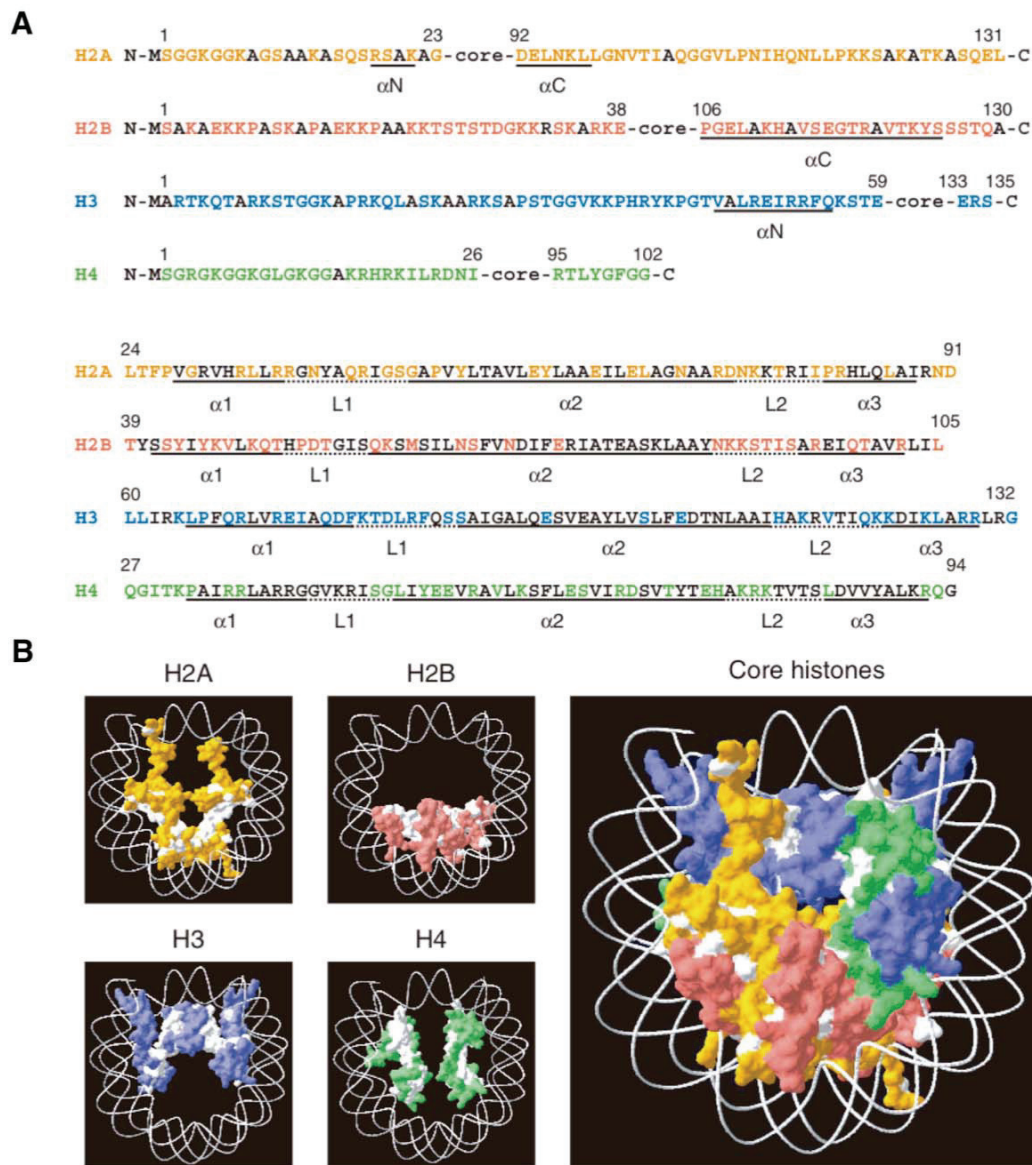 A
1 23 92 131
H2A N-MSGGKGGKAGSAAKASQSRSAKAG-core-DELNKLLGNVTIAQGGVLPNIHQNLLPKKSAKATKASQEL-C
αN αC
1 38 106 130
H2B N-MSAKAEKKPASKAPAEKKPAAKKTSTSTDGKKRSKARKE-core-PGELAKHAVSEGTRAVTKYSSSTQA-C
αC
1 59 133 135
H3 N-MARTKQTARKSTGGKAPRKQLASKAARKSAPSTGGVKKPHRYKPGTVALREIRRFQKSTE-core-ERS-C
αN
1 26 95 102
H4 N-MSGRGKGGKGLGKGGAKRHRKILRDNI-core-RTLYGFGG-C
24 91
H2A LTFPVGRVHRLLRRGNYAQRIGSGAPVYLTAVLEYLAAEILELAGNAARDNKKTRIIPRHLQLAIRND
α1 L1 α2 L2 α3
39 105
H2B TYSSYIYKVLKQTHPDTGISQKSMSILNSFVNDIFERIATEASKLAAYNKKSTISAREIQTAVRLIL
α1 L1 α2 L2 α3
60 132
H3 LLIRKLPFQRLVREIAQDFKTDLRFQSSAIGALQESVEAYLVSLFEDTNLAAIHAKRVTIQKKDIKLARRLRG
α1 L1 α2 L2 α3
27 94
H4 QGITKPAIRRLARRGGVKRISGLIYEEVRAVLKSFLESVIRDSVTYTEHAKRKTVTSLDVVYALKRQG
α1 L1 α2 L2 α3
B
H2A H2B Core histones
H3 H4